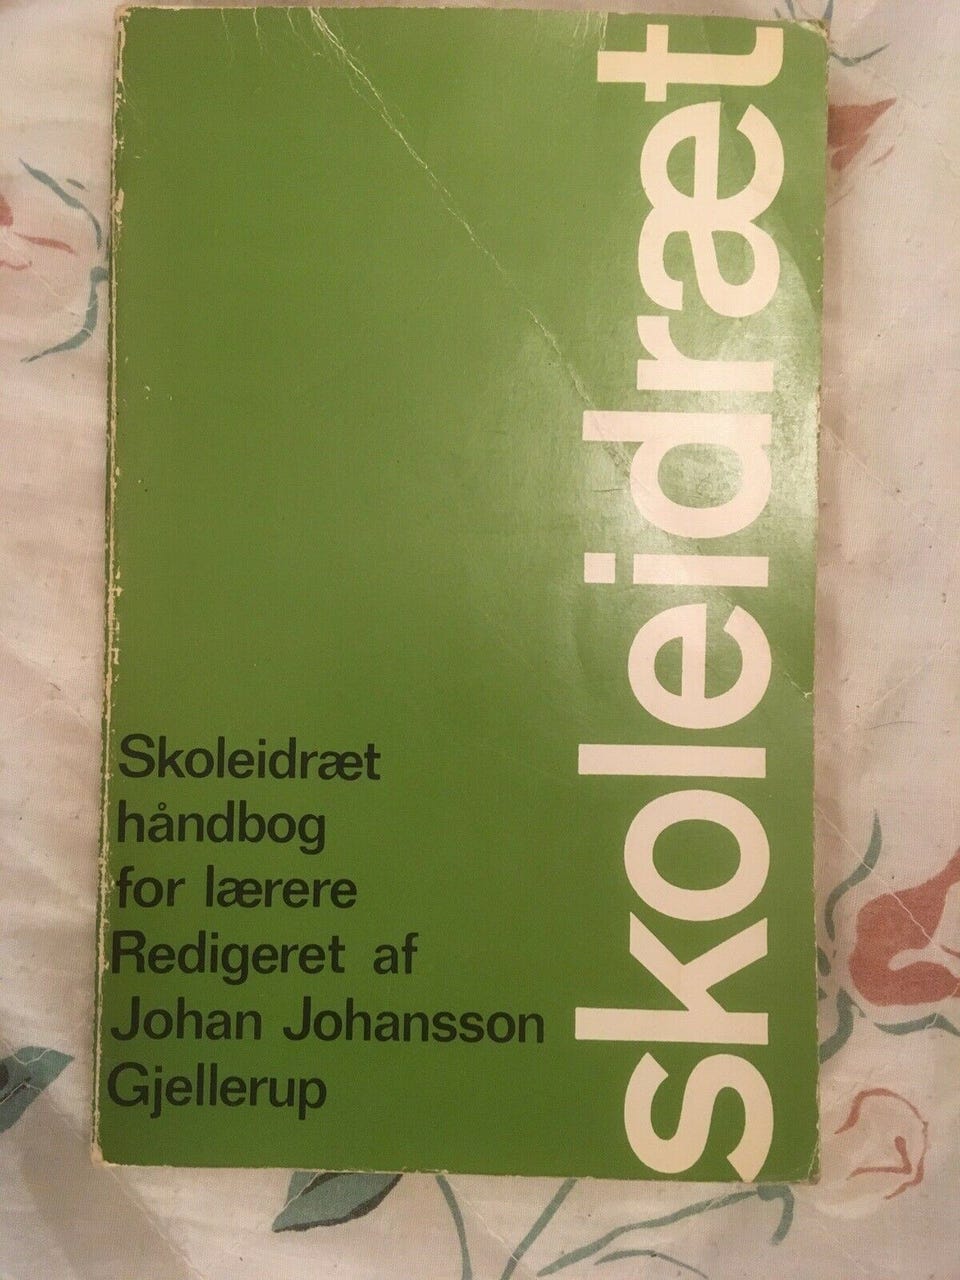 skoleidræt
Skoleidræt
håndbog
for lærere
Redigeret af
Johan Johansson
Gjellerup